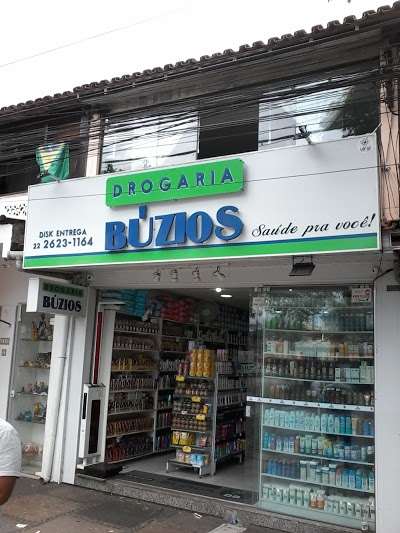 DROGARIA
BÚZIOS
DISK ENTREGA
22 2623-1164
Saúde pra você!
DROGARIA
BÚZIOS